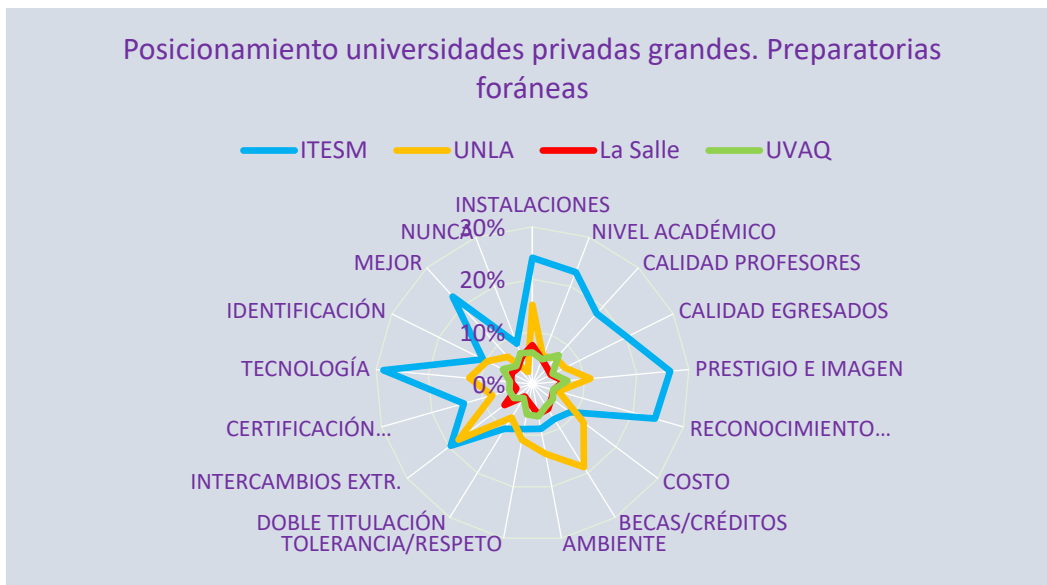 Posicionamiento universidades privadas grandes. Preparatorias
foráneas
ITESM UNLA La Salle UVAQ
INSTALACIONES
30%
NUNCA
NIVEL ACADÉMICO
MEJOR
CALIDAD PROFESORES
20%
IDENTIFICACIÓN
CALIDAD EGRESADOS
10%
TECNOLOGÍA
PRESTIGIO E IMAGEN
0%
CERTIFICACIÓN...
RECONOCIMIENTO...
INTERCAMBIOS EXTR.
COSTO
DOBLE TITULACIÓN
BECAS/CRÉDITOS
TOLERANCIA/RESPETO
AMBIENTE